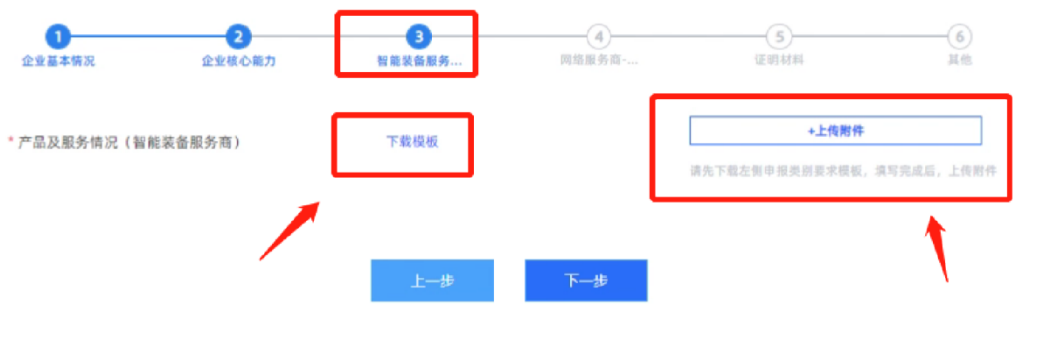 1 2 3 4 5 6
企业基本情况 企业核心能力 智能装备服务... 网络服务商-... 证明材料 其他
* 产品及服务情况（智能装备服务商） 下载模板 +上传附件
请先下载左侧申报类别要求模板，填写完成后，上传附件
上一步 下一步